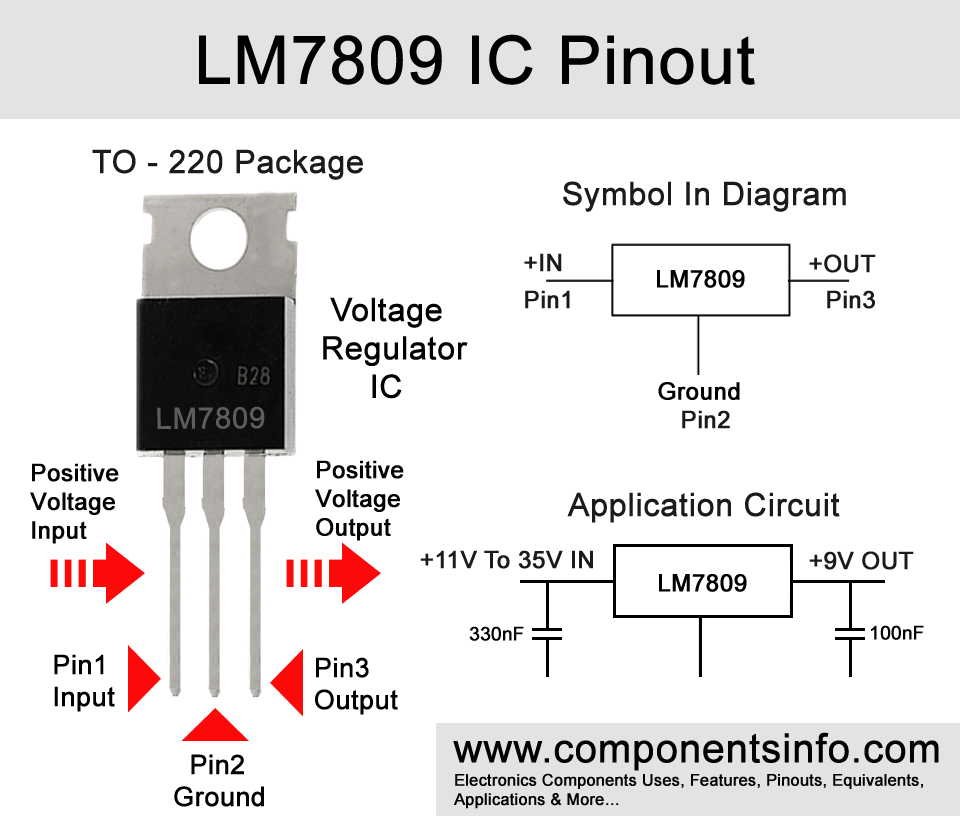 LM7809 IC Pinout
TO - 220 Package
B28
LM7809
Voltage
Regulator
IC
Positive
Voltage
Input
Positive
Voltage
Output
Pin1
Input
Pin3
Output
Pin2
Ground
Symbol In Diagram
+IN
Pin1
LM7809
+OUT
Pin3
Ground
Pin2
Application Circuit
+11V To 35V IN
LM7809
+9V OUT
330nF
100nF
www.componentsinfo.com
Electronics Components Uses, Features, Pinouts, Equivalents,
Applications & More...